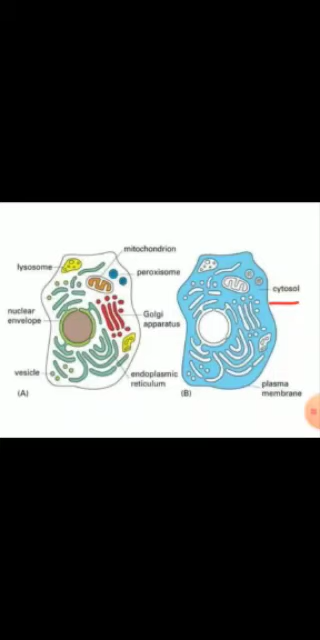 mitochondrion
lysosome
peroxisome
cytosol
nuclear
envelope
Golgi
apparatus
vesicle
endoplasmic
reticulum
plasma
membrane
(A)
(B)